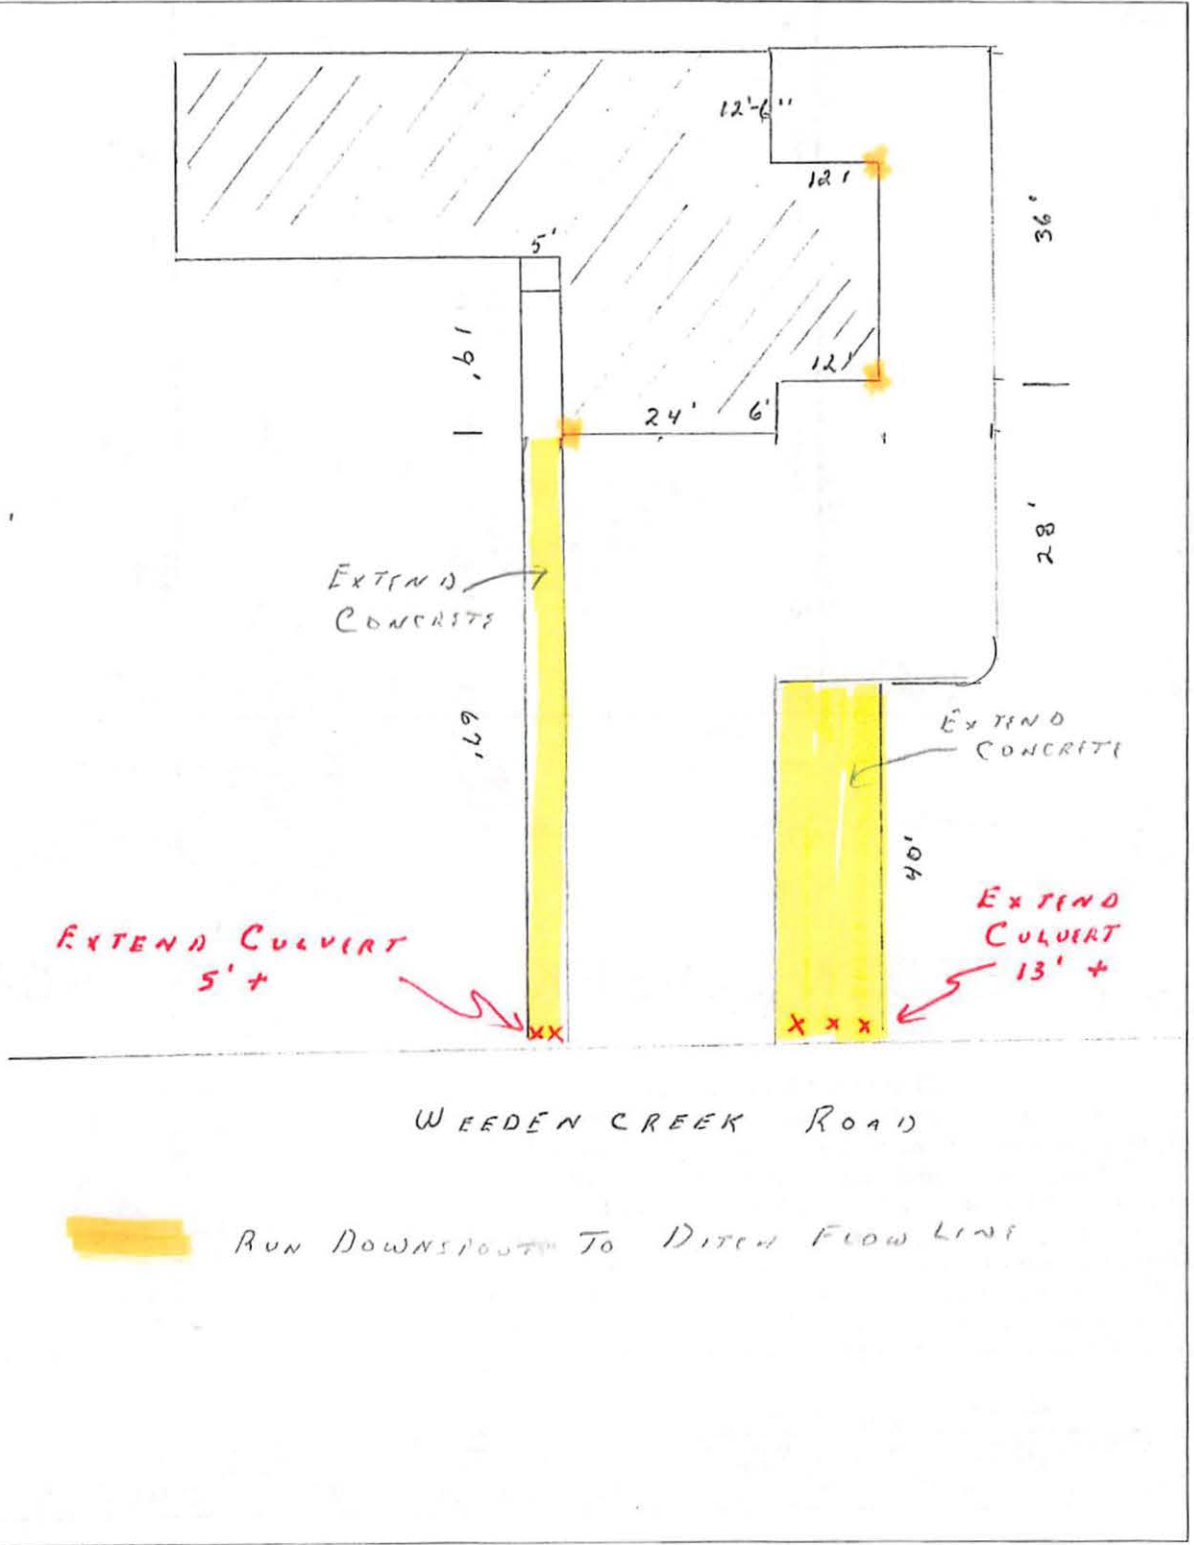 12'-6"
12'
36'
5'
19'
12'
24'
6'
28'
EXTEND
CONCRETE
67'
EXTEND
CONCRETE
40'
EXTEND CULVERT
5' +
EXTEND
CULVERT
13' +
WEEDEN CREEK ROAD
RUN DOWNSPOUTS TO DITCH FLOW LINE